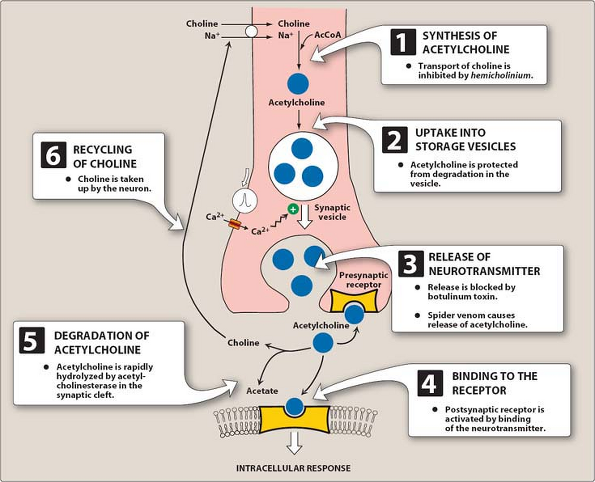 Choline Choline
Na+ Na+ AcCoA
1 SYNTHESIS OF
ACETYLCHOLINE
● Transport of choline is
inhibited by hemicholinium.
Acetylcholine
2 UPTAKE INTO
STORAGE VESICLES
● Acetylcholine is protected
from degradation in the
vesicle.
6 RECYCLING
OF CHOLINE
● Choline is taken
up by the neuron.
Synaptic
vesicle
+
Ca2+
Ca2+
3 RELEASE OF
NEUROTRANSMITTER
● Release is blocked by
botulinum toxin.
● Spider venom causes
release of acetylcholine.
Presynaptic
receptor
5 DEGRADATION OF
ACETYLCHOLINE
● Acetylcholine is rapidly
hydrolyzed by acetyl-
cholinesterase in the
synaptic cleft.
Acetylcholine
Choline
Acetate
4 BINDING TO THE
RECEPTOR
● Postsynaptic receptor is
activated by binding
of the neurotransmitter.
INTRACELLULAR RESPONSE